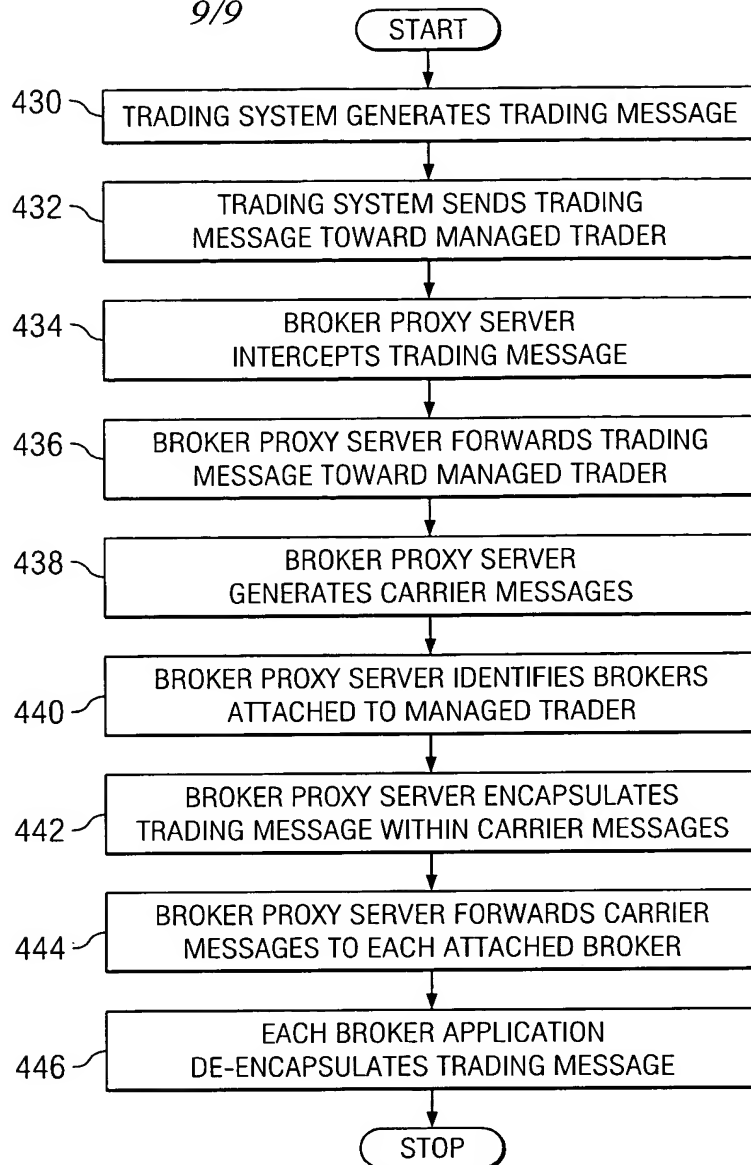 9/9
START
430
TRADING SYSTEM GENERATES TRADING MESSAGE
432
TRADING SYSTEM SENDS TRADING
MESSAGE TOWARD MANAGED TRADER
434
BROKER PROXY SERVER
INTERCEPTS TRADING MESSAGE
436
BROKER PROXY SERVER FORWARDS TRADING
MESSAGE TOWARD MANAGED TRADER
438
BROKER PROXY SERVER
GENERATES CARRIER MESSAGES
440
BROKER PROXY SERVER IDENTIFIES BROKERS
ATTACHED TO MANAGED TRADER
442
BROKER PROXY SERVER ENCAPSULATES
TRADING MESSAGE WITHIN CARRIER MESSAGES
444
BROKER PROXY SERVER FORWARDS CARRIER
MESSAGES TO EACH ATTACHED BROKER
446
EACH BROKER APPLICATION
DE-ENCAPSULATES TRADING MESSAGE
STOP